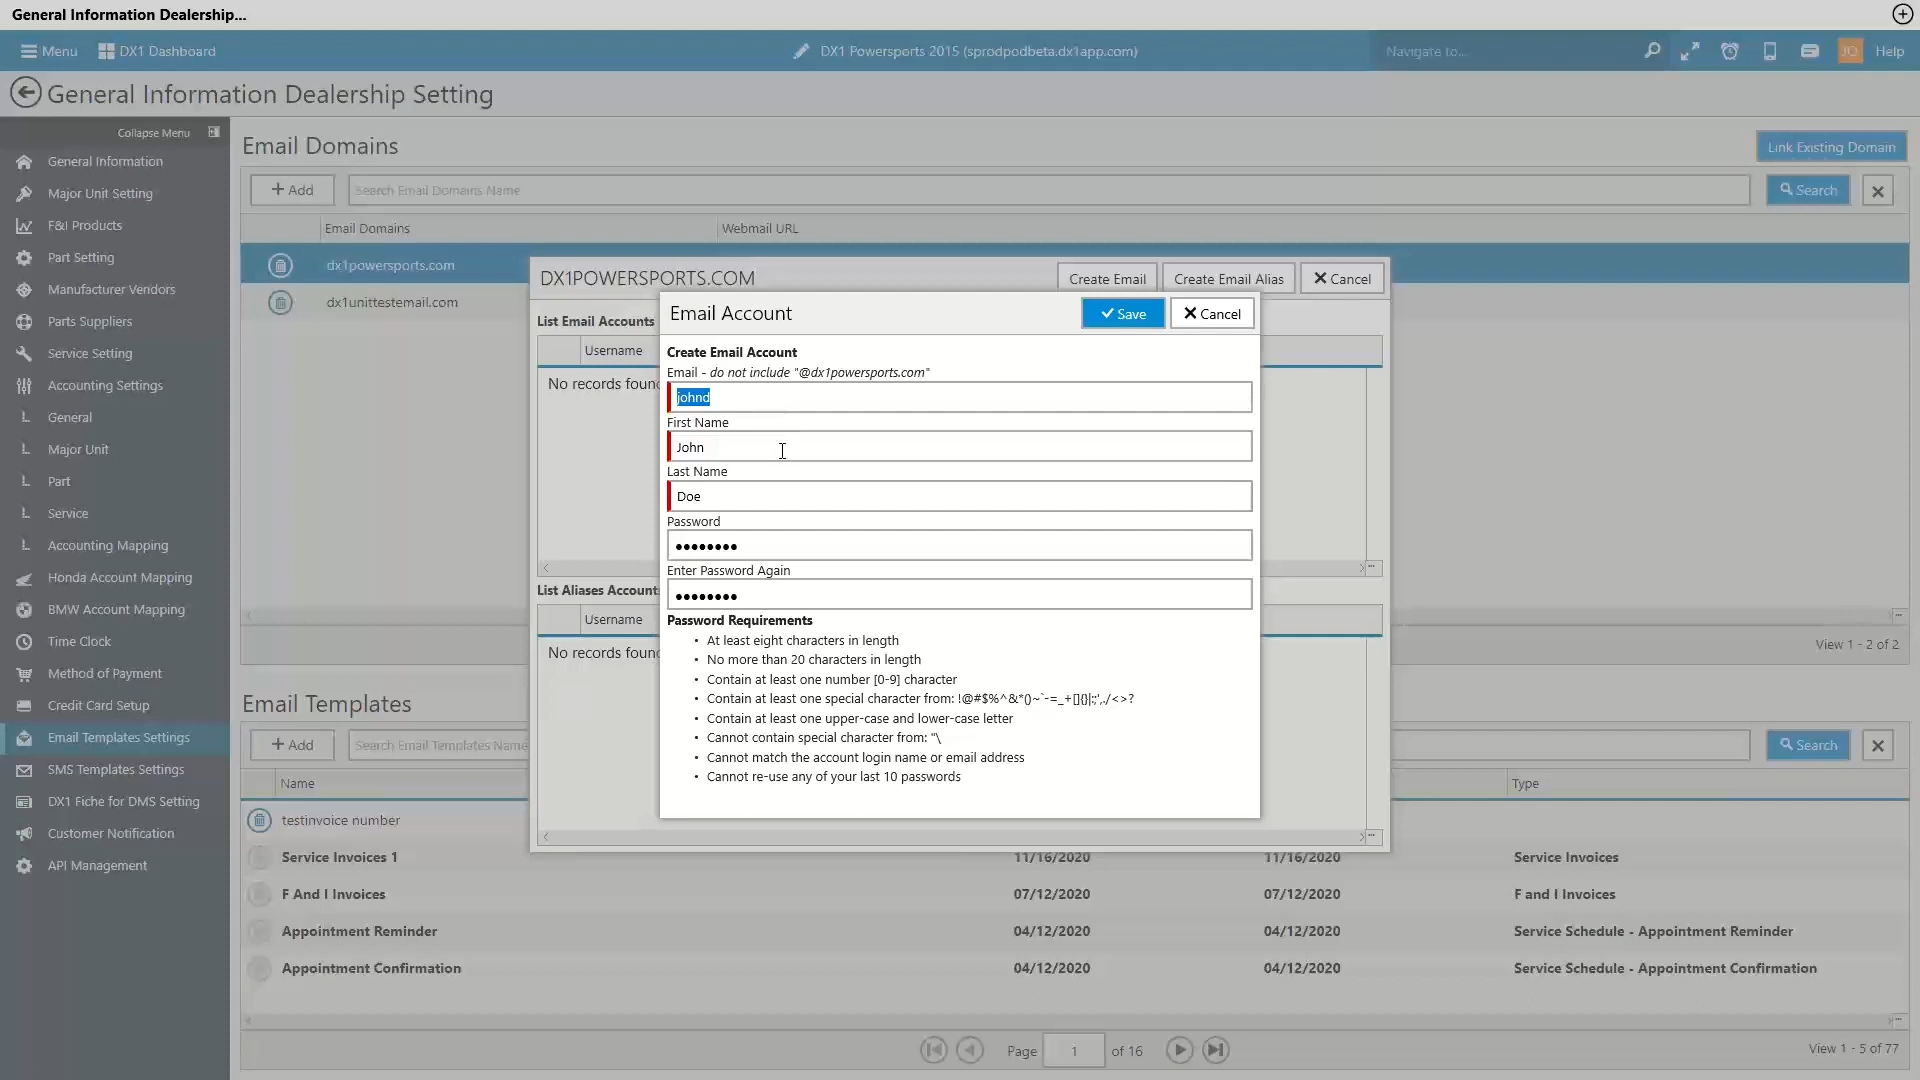 General Information Dealership...
Menu
DX1 Dashboard
DX1 Powersports 2015 (sprodpodbeta.dx1app.com)
Navigate to...
JQ
Help
General Information Dealership Setting
Collapse Menu
General Information
Major Unit Setting
F&I Products
Part Setting
Manufacturer Vendors
Parts Suppliers
Service Setting
Accounting Settings
General
Major Unit
Part
Service
Accounting Mapping
Honda Account Mapping
BMW Account Mapping
Time Clock
Method of Payment
Credit Card Setup
Email Templates Settings
SMS Templates Settings
DX1 Fiche for DMS Setting
Customer Notification
API Management
Email Domains
Link Existing Domain
+ Add
Search Email Domains Name
Search
Email Domains
Webmail URL
dx1powersports.com
dx1unittestemail.com
View 1 - 2 of 2
DX1POWERSPORTS.COM
Create Email
Create Email Alias
Cancel
List Email Accounts
Username
No records found
List Aliases Accounts
Username
No records found
Email Account
Save
Cancel
Create Email Account
Email - do not include "@dx1powersports.com"
johnd
First Name
John
Last Name
Doe
Password
••••••••
Enter Password Again
••••••••
Password Requirements
• At least eight characters in length
• No more than 20 characters in length
• Contain at least one number [0-9] character
• Contain at least one special character from: !@#$%^&*()~`-=_+[]{}|:;',./<>?
• Contain at least one upper-case and lower-case letter
• Cannot contain special character from: "\
• Cannot match the account login name or email address
• Cannot re-use any of your last 10 passwords
Email Templates
+ Add
Search Email Templates Name
Search
Name
Type
testinvoice number
Service Invoices 1 11/16/2020 11/16/2020 Service Invoices
F And I Invoices 07/12/2020 07/12/2020 F and I Invoices
Appointment Reminder 04/12/2020 04/12/2020 Service Schedule - Appointment Reminder
Appointment Confirmation 04/12/2020 04/12/2020 Service Schedule - Appointment Confirmation
Page 1 of 16
View 1 - 5 of 77